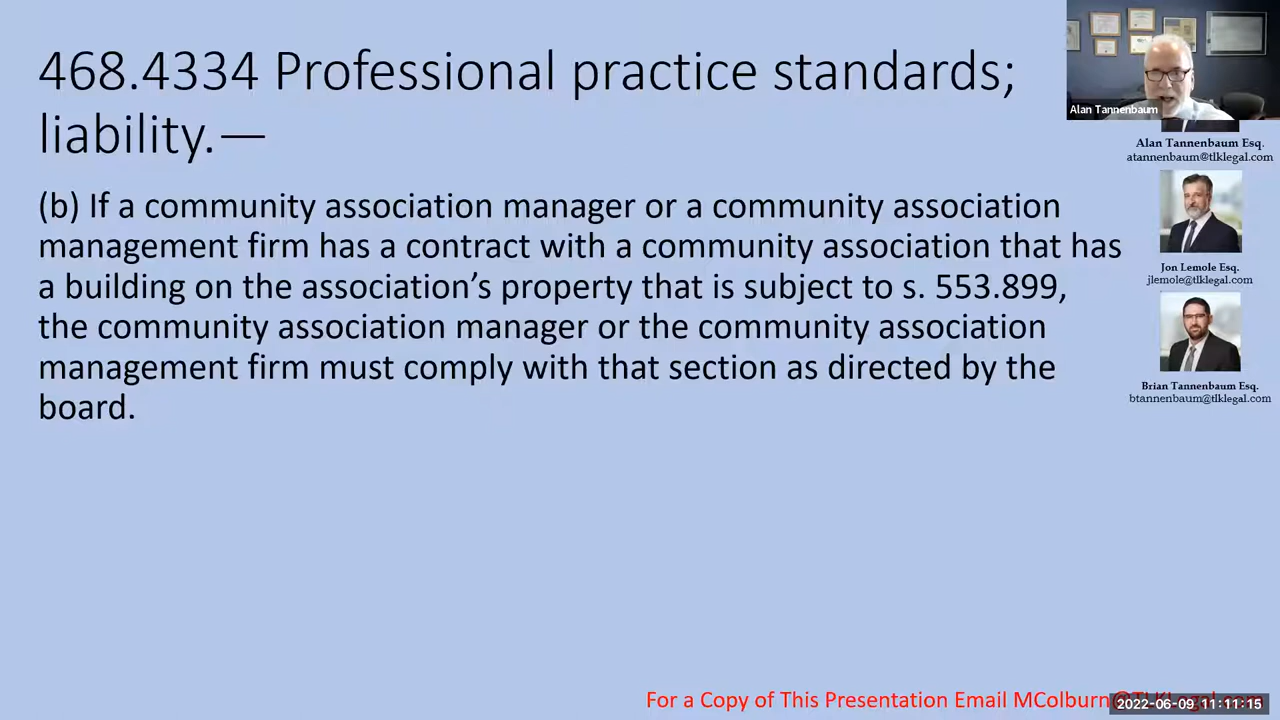 468.4334 Professional practice standards;
liability.—
(b) If a community association manager or a community association
management firm has a contract with a community association that has
a building on the association’s property that is subject to s. 553.899,
the community association manager or the community association
management firm must comply with that section as directed by the
board.
Alan Tannenbaum
Alan Tannenbaum Esq.
atannenbaum@tlklegal.com
Jon Lemole Esq.
jlemole@tlklegal.com
Brian Tannenbaum Esq.
btannenbaum@tlklegal.com
For a Copy of This Presentation Email MColburn@TLKLegal.com
2022-06-09 11:11:15